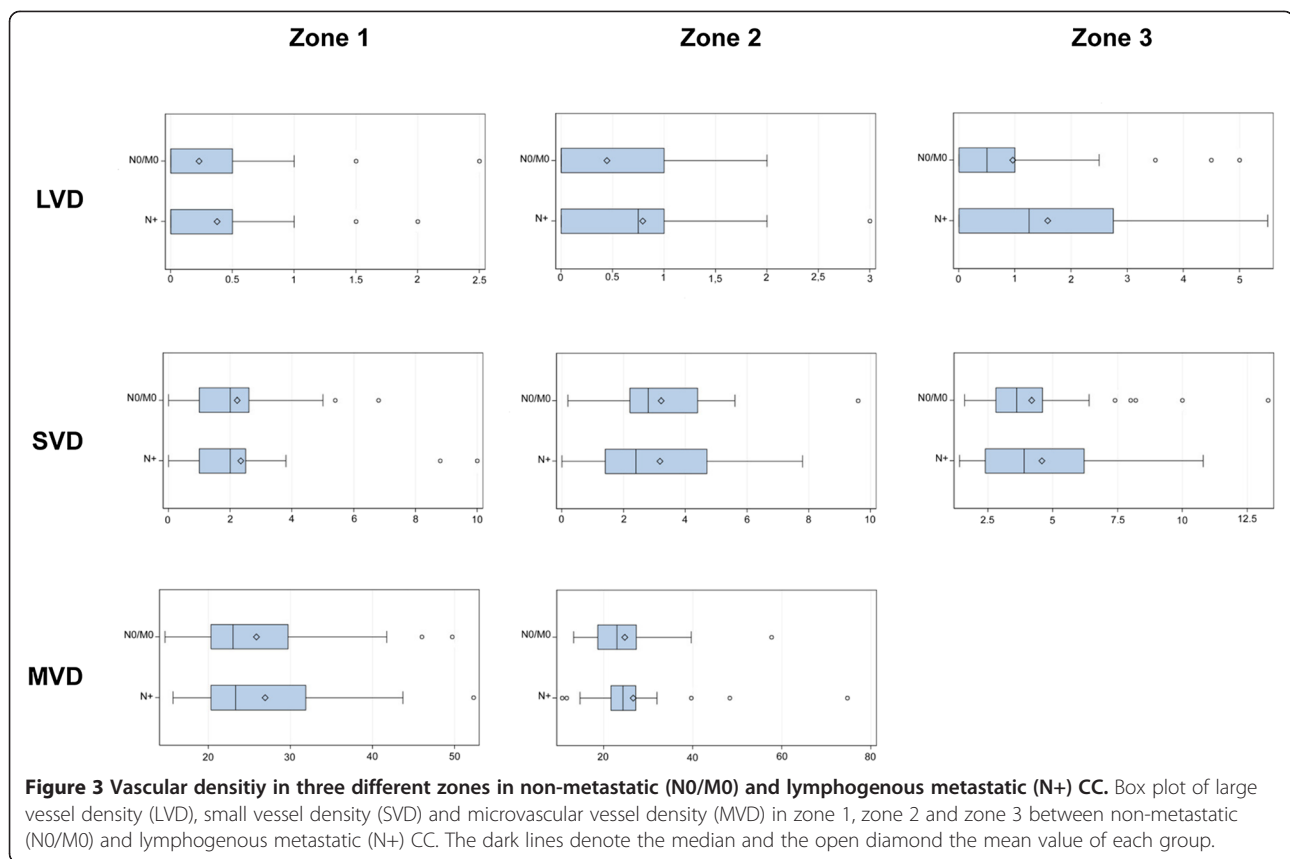 Zone 1 Zone 2 Zone 3
LVD
N0/M0
N+
0 0.5 1 1.5 2 2.5
N0/M0
N+
0 0.5 1 1,5 2 2,5 3
N0/M0
N+
0 1 2 3 4 5
SVD
N0/M0
N+
0 2 4 6 8 10
N0/M0
N+
0 2 4 6 8 10
N0/M0
N+
2.5 5 7.5 10 12.5
MVD
N0/M0
N+
20 30 40 50
N0/M0
N+
20 40 60 80
Figure 3 Vascular densitiy in three different zones in non-metastatic (N0/M0) and lymphogenous metastatic (N+) CC. Box plot of large
vessel density (LVD), small vessel density (SVD) and microvascular vessel density (MVD) in zone 1, zone 2 and zone 3 between non-metastatic
(N0/M0) and lymphogenous metastatic (N+) CC. The dark lines denote the median and the open diamond the mean value of each group.